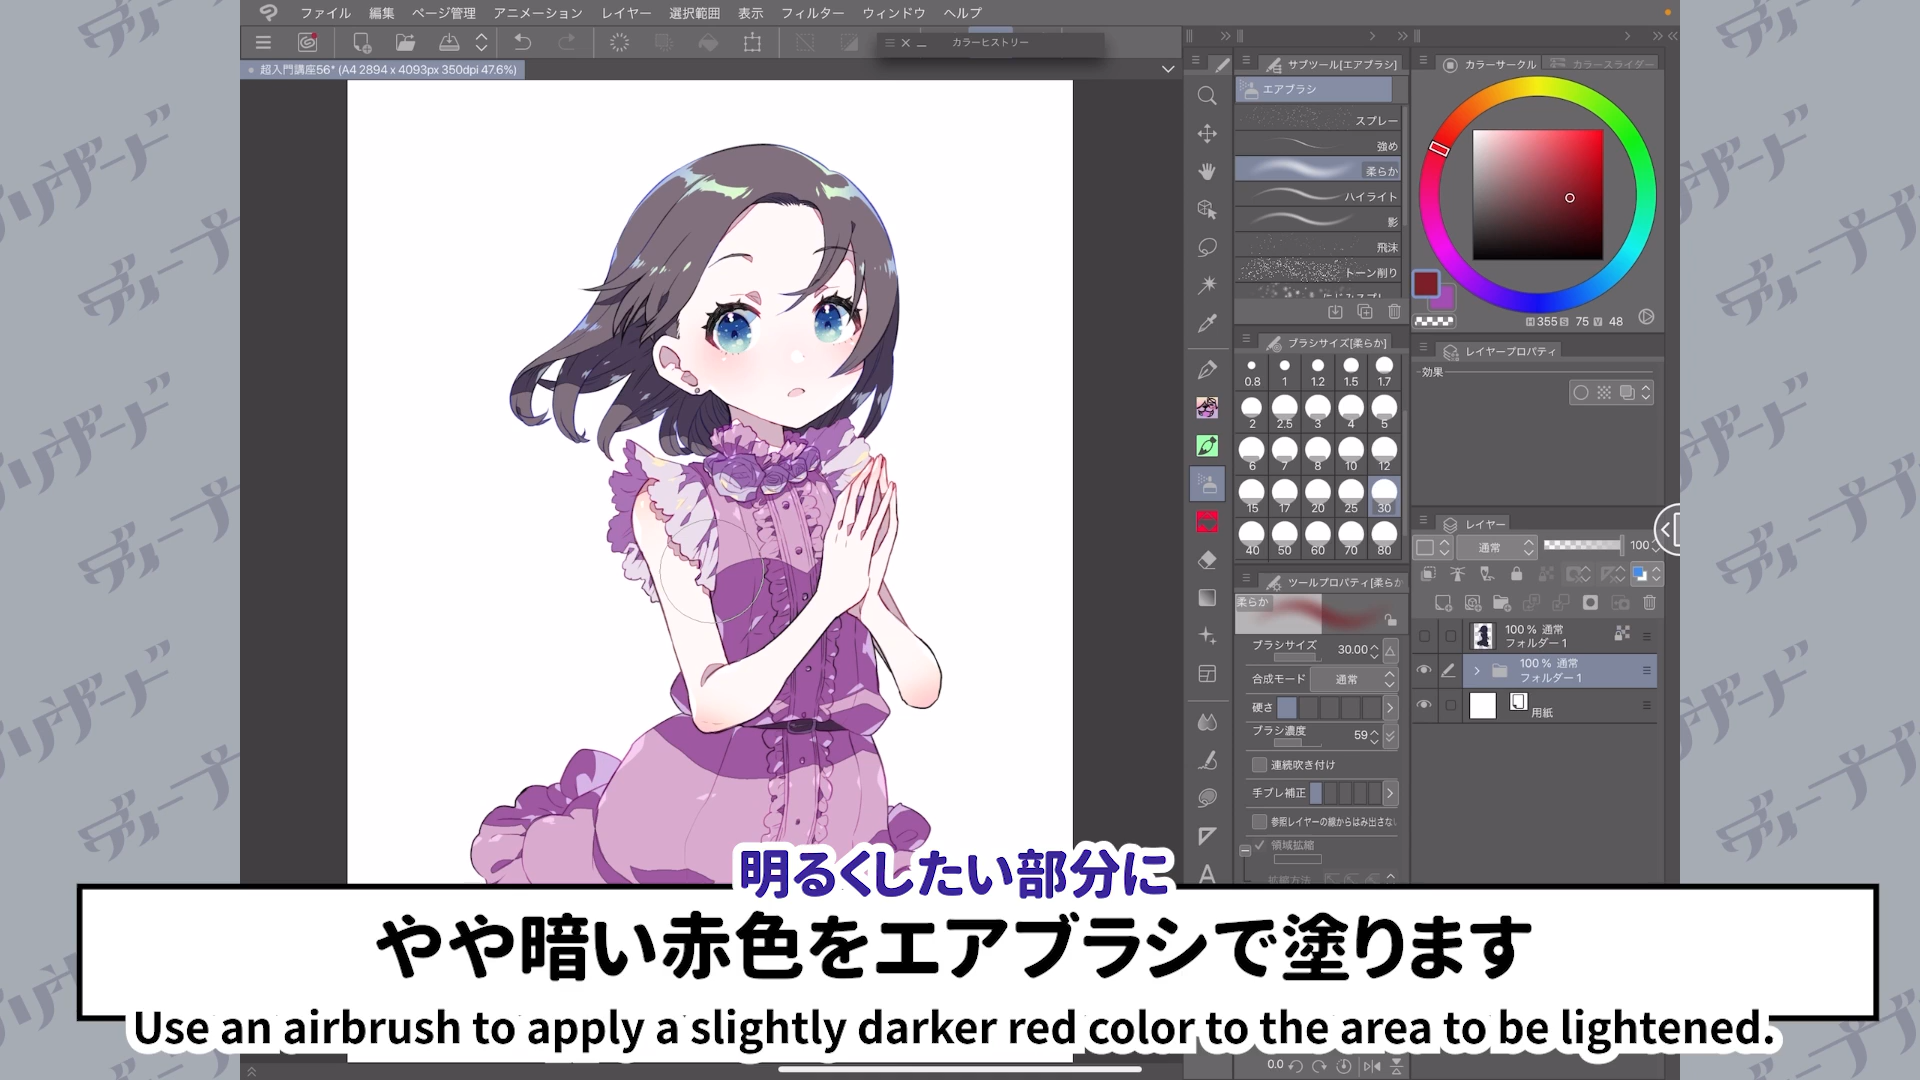 ファイル 編集 ページ管理 アニメーション レイヤー 選択範囲 表示 フィルター ウィンドウ ヘルプ
カラーヒストリー
超入門講座56* (A4 2894 x 4093px 350dpi 47.6%)
サブツール[エアブラシ]
エアブラシ
スプレー
強め
柔らか
ハイライト
影
飛沫
トーン削り
カラーサークル カラースライダー
H 355 S 75 V 48
ブラシサイズ[柔らか]
0.8 1 1.2 1.5 1.7
2 2.5 3 4 5
6 7 8 10 12
15 17 20 25 30
40 50 60 70 80
レイヤープロパティ
効果
レイヤー
通常 100
100 % 通常
フォルダー 1
100 % 通常
フォルダー 1
用紙
ツールプロパティ[柔らか
柔らか
ブラシサイズ 30.00
合成モード 通常
硬さ
ブラシ濃度 59
連続吹き付け
手ブレ補正
参照レイヤーの線からはみ出さない
領域拡縮
拡縮方法
明るくしたい部分に
やや暗い赤色をエアブラシで塗ります
Use an airbrush to apply a slightly darker red color to the area to be lightened.
0.0